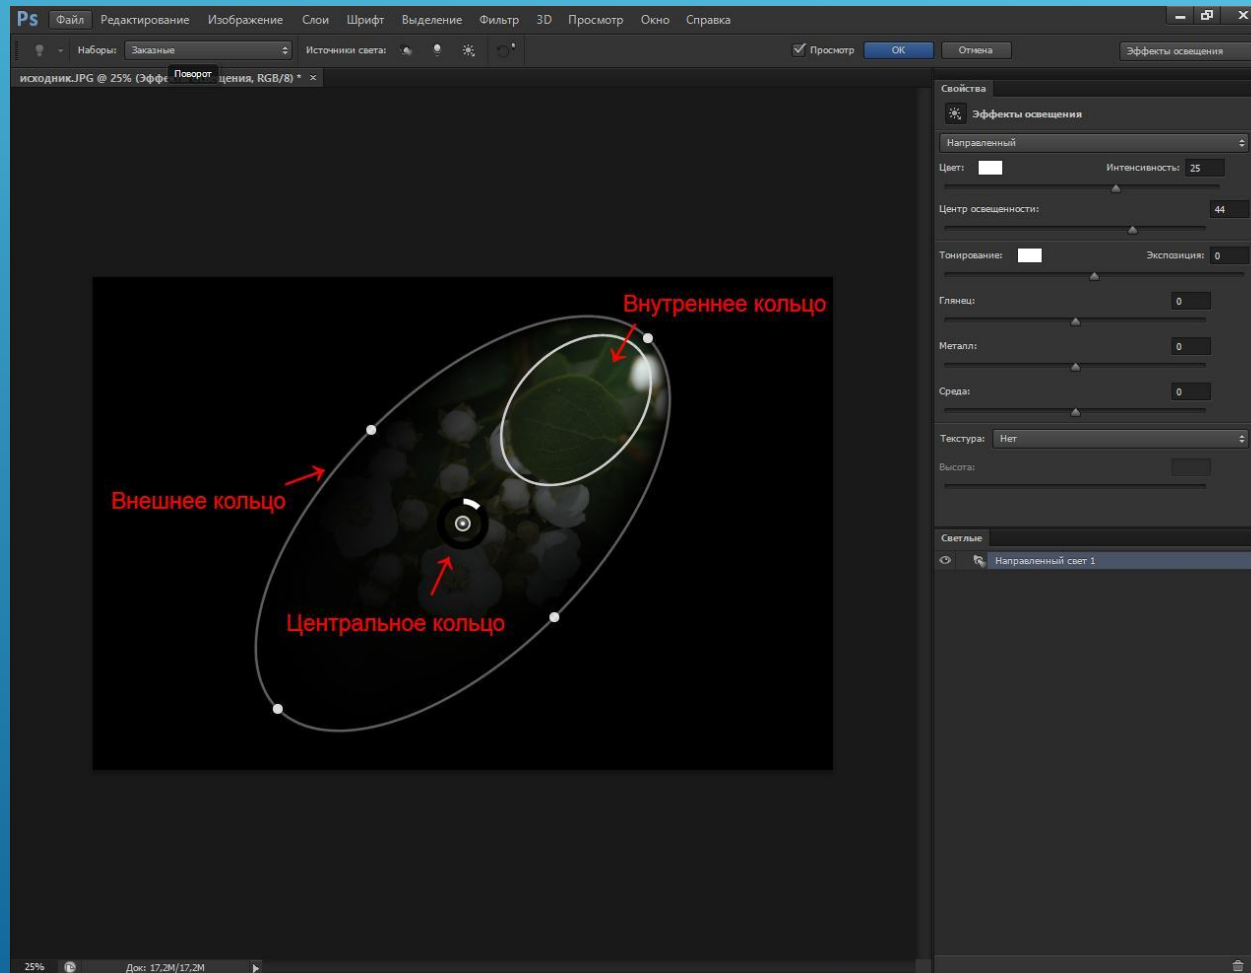 Ps Файл Редактирование Изображение Слои Шрифт Выделение Фильтр 3D Просмотр Окно Справка
Наборы: Заказные Источники света: Просмотр ОК Отмена Эффекты освещения
Поворот
исходник.JPG @ 25% (Эффе щения, RGB/8) * ×
Свойства
Эффекты освещения
Направленный
Цвет: Интенсивность: 25
Центр освещенности: 44
Тонирование: Экспозиция: 0
Глянец: 0
Металл: 0
Среда: 0
Текстура: Нет
Высота:
Светлые
Направленный свет 1
Внутреннее кольцо
Внешнее кольцо
Центральное кольцо
25% Док: 17,2M/17,2M